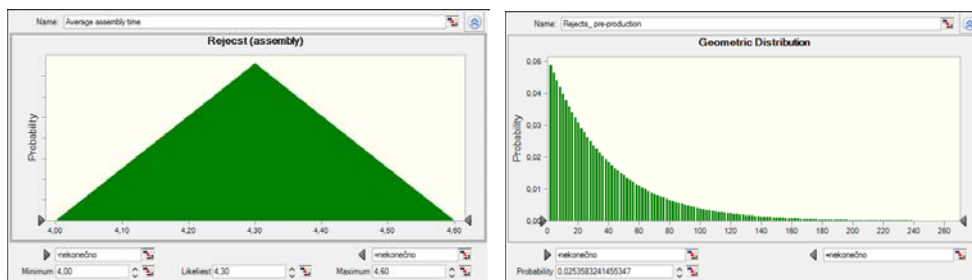 Name: Average assembly time
Rejecst (assembly)
Probability
4,00 4,10 4,20 4,30 4,40 4,50 4,60
-nekonečno +nekonečno
Minimum 4,00 Likeliest 4,30 Maximum 4,60
Name: Rejects_ pre-production
Geometric Distribution
0,05
0,04
0,03
0,02
0,01
0,00
Probability
0 20 40 60 80 100 120 140 160 180 200 220 240 260
-nekonečno +nekonečno
Probability 0,0253583241455347